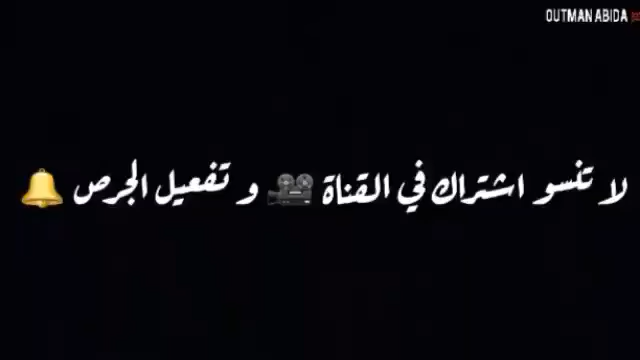 OUTMAN ABIDA
لا تنسو اشتراك في القناة 🎥 و تفعيل الجرص 🔔